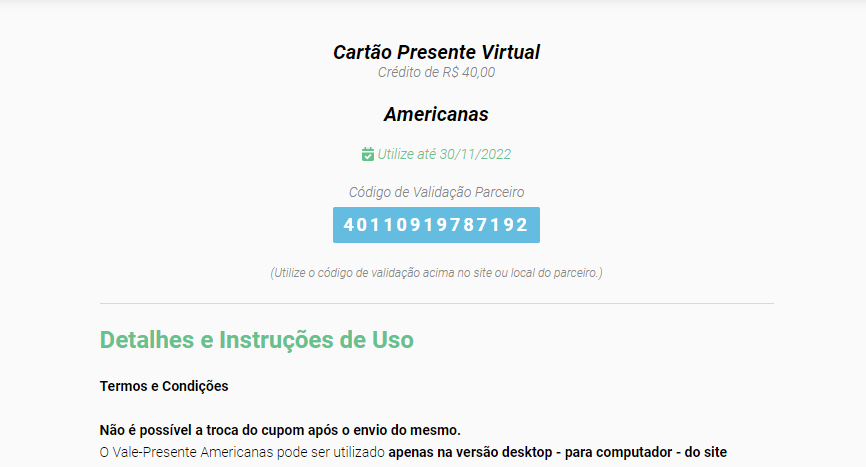 Cartão Presente Virtual
Crédito de R$ 40,00
Americanas
Utilize até 30/11/2022
Código de Validação Parceiro
40110919787192
(Utilize o código de validação acima no site ou local do parceiro.)
Detalhes e Instruções de Uso
Termos e Condições
Não é possível a troca do cupom após o envio do mesmo.
O Vale-Presente Americanas pode ser utilizado apenas na versão desktop - para computador - do site